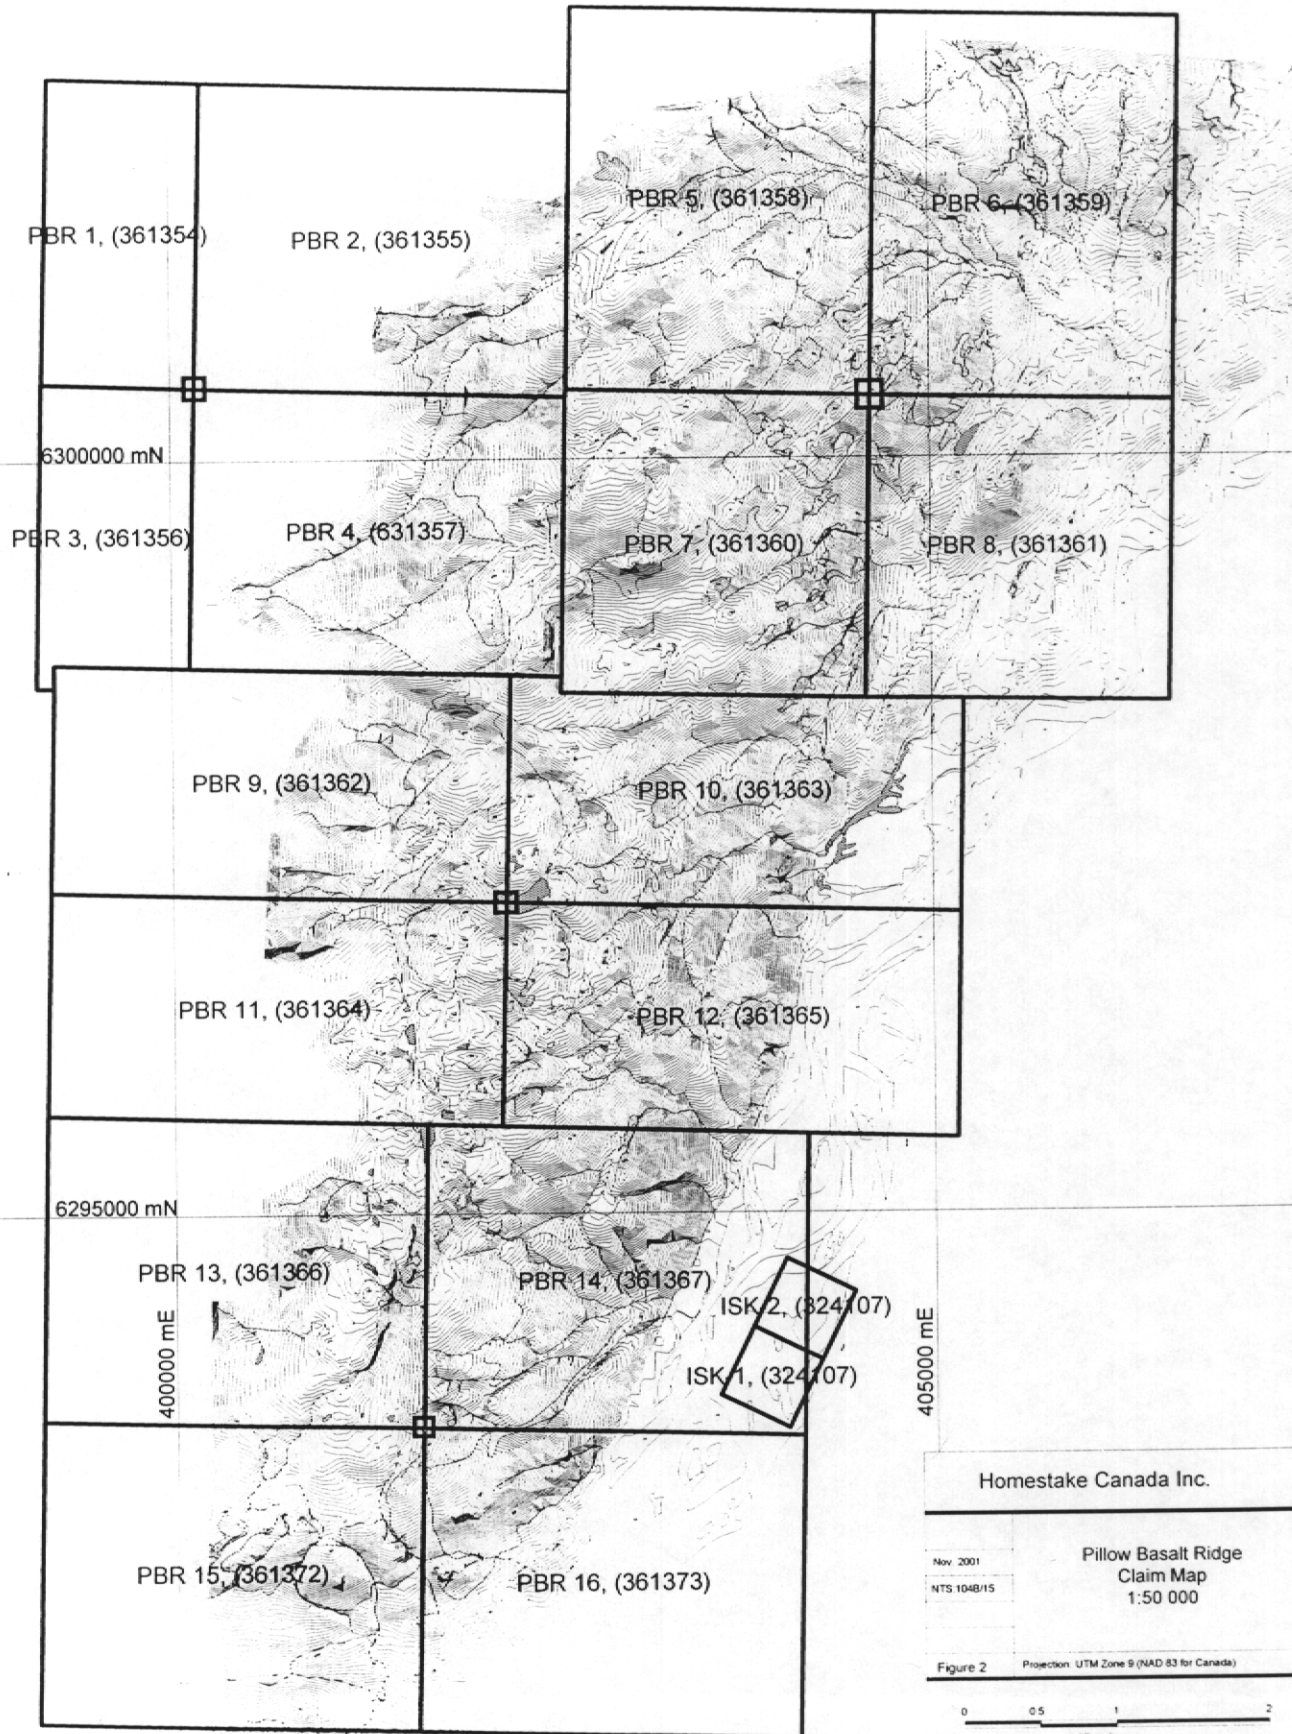 PBR 5, (361358)
PBR 6, (361359)
PBR 1, (361354)
PBR 2, (361355)
6300000 mN
PBR 3, (361356)
PBR 4, (631357)
PBR 7, (361360)
PBR 8, (361361)
PBR 9, (361362)
PBR 10, (361363)
PBR 11, (361364)
PBR 12, (361365)
6295000 mN
PBR 13, (361366)
PBR 14, (361367)
ISK 2, (324107)
ISK 1, (324107)
400000 mE
405000 mE
PBR 15, (361372)
PBR 16, (361373)
Homestake Canada Inc.
Nov. 2001
NTS 104B/15
Pillow Basalt Ridge
Claim Map
1:50 000
Figure 2
Projection: UTM Zone 9 (NAD 83 for Canada)
0 0.5 1 2